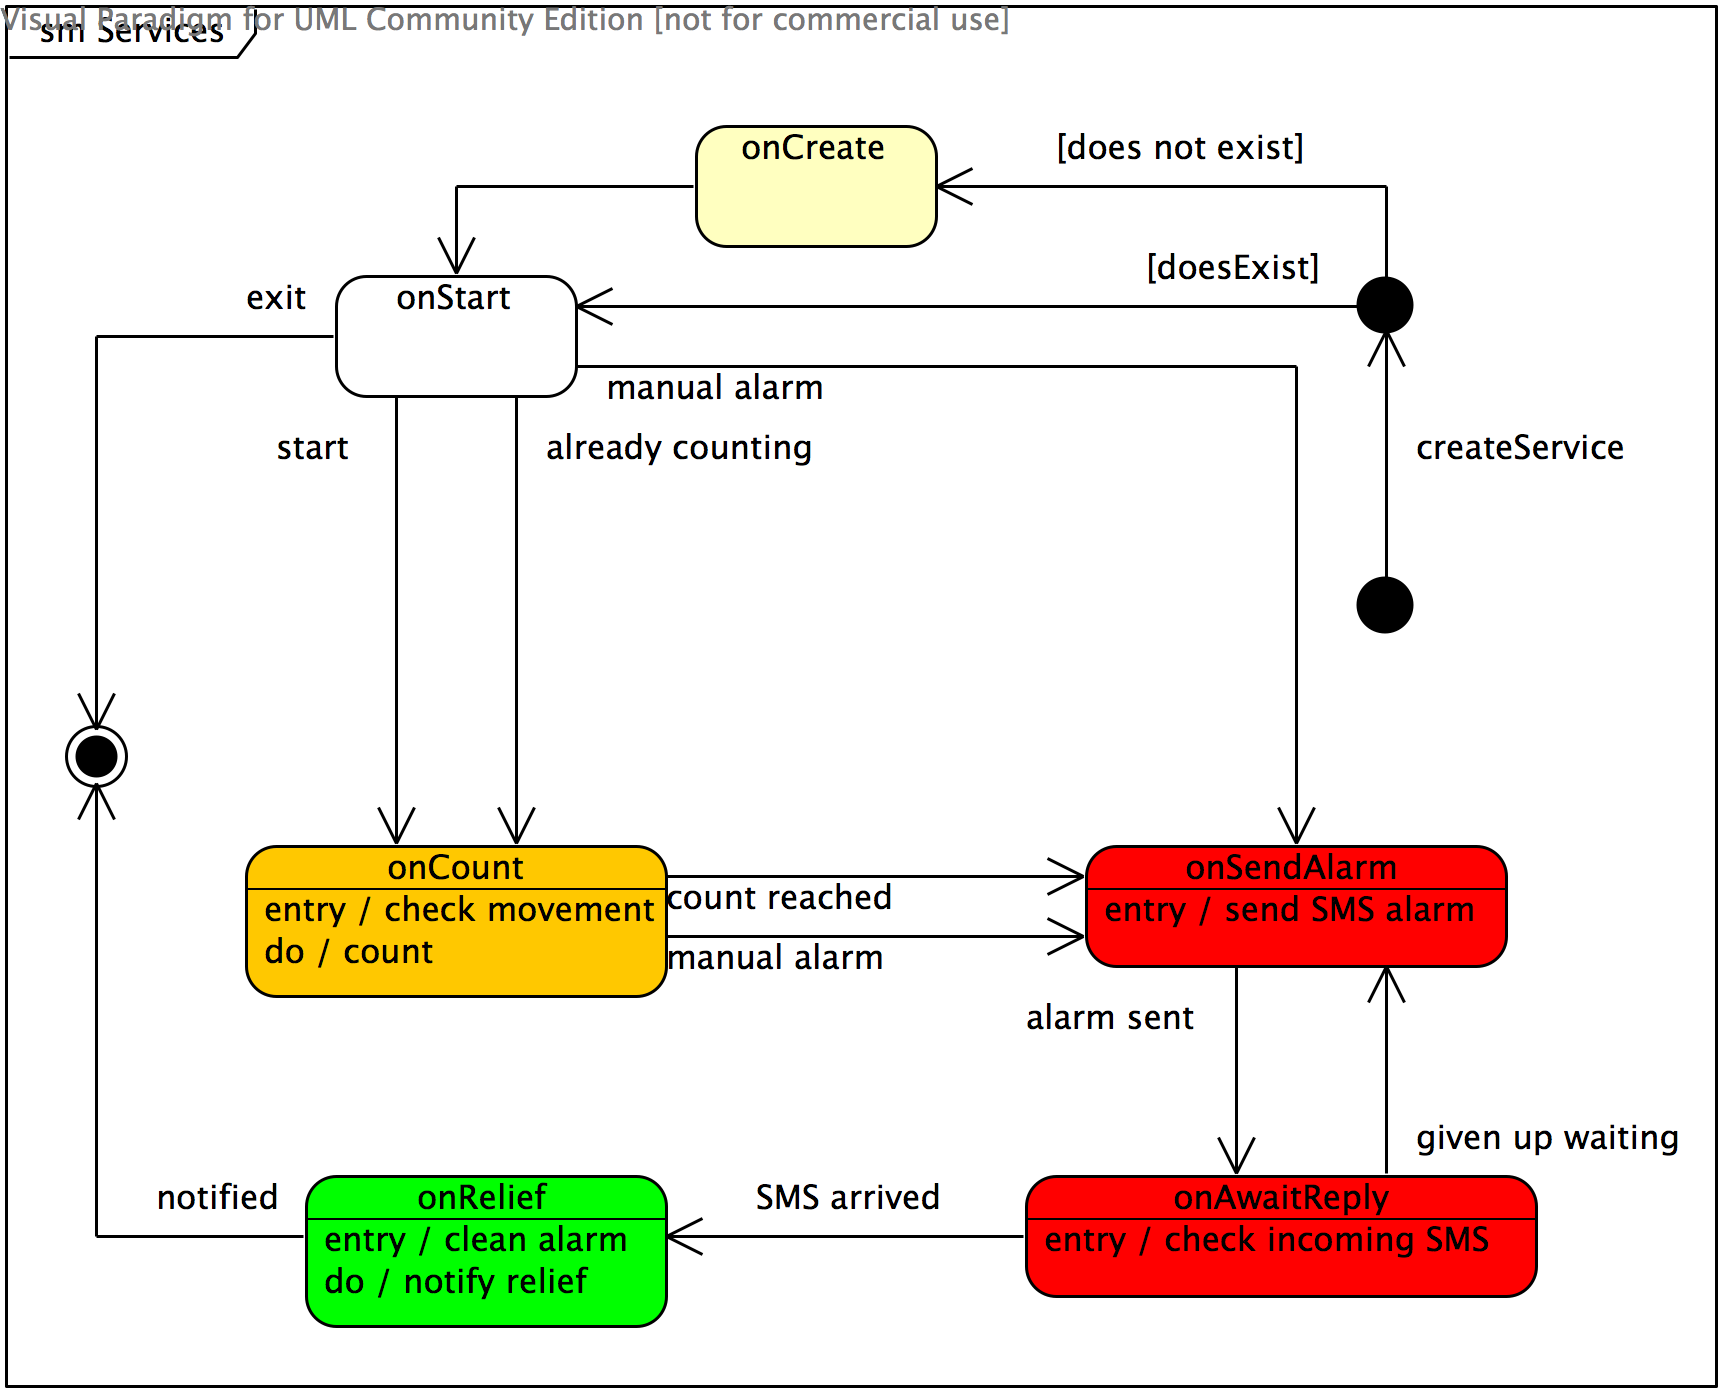 Visual Paradigm for UML Community Edition [not for commercial use]
sm Services
onCreate
[does not exist]
[doesExist]
exit
onStart
manual alarm
start
already counting
createService
onCount
entry / check movement
do / count
count reached
manual alarm
onSendAlarm
entry / send SMS alarm
alarm sent
given up waiting
notified
onRelief
entry / clean alarm
do / notify relief
SMS arrived
onAwaitReply
entry / check incoming SMS